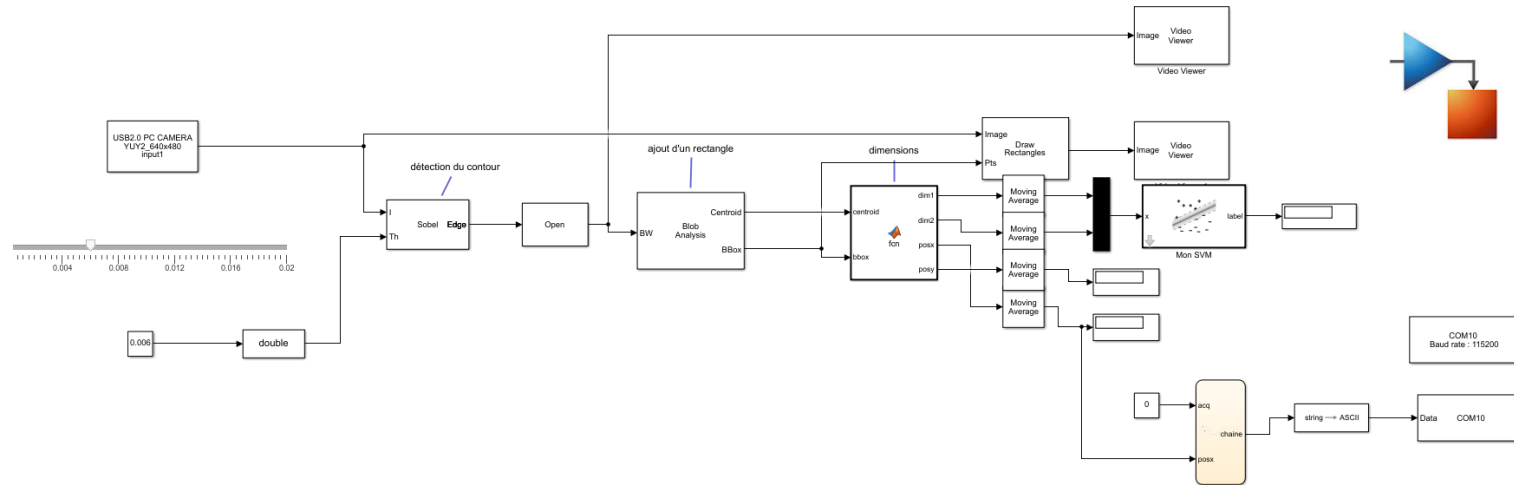 Image
Video
Viewer
Video Viewer
USB2.0 PC CAMERA
YUY2_640x480
input1
détection du contour
ajout d'un rectangle
dimensions
Image
Pts
Draw
Rectangles
Image
Video
Viewer
I
Th
Sobel
Edge
Open
BW
Blob
Analysis
Centroid
BBox
centroid
bbox
fcn
dim1
dim2
posx
posy
Moving
Average
Moving
Average
Moving
Average
Moving
Average
x
label
Mon SVM
0.004
0.008
0.012
0.016
0.02
0.006
double
COM10
Baud rate : 115200
0
acq
posx
chaine
string → ASCII
Data
COM10